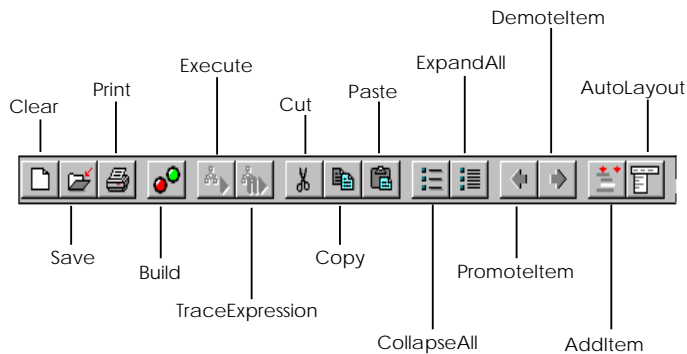 DemoteItem
Execute
ExpandAll
Clear
Print
Cut
Paste
AutoLayout
Save
Build
Copy
PromoteItem
TraceExpression
CollapseAll
AddItem